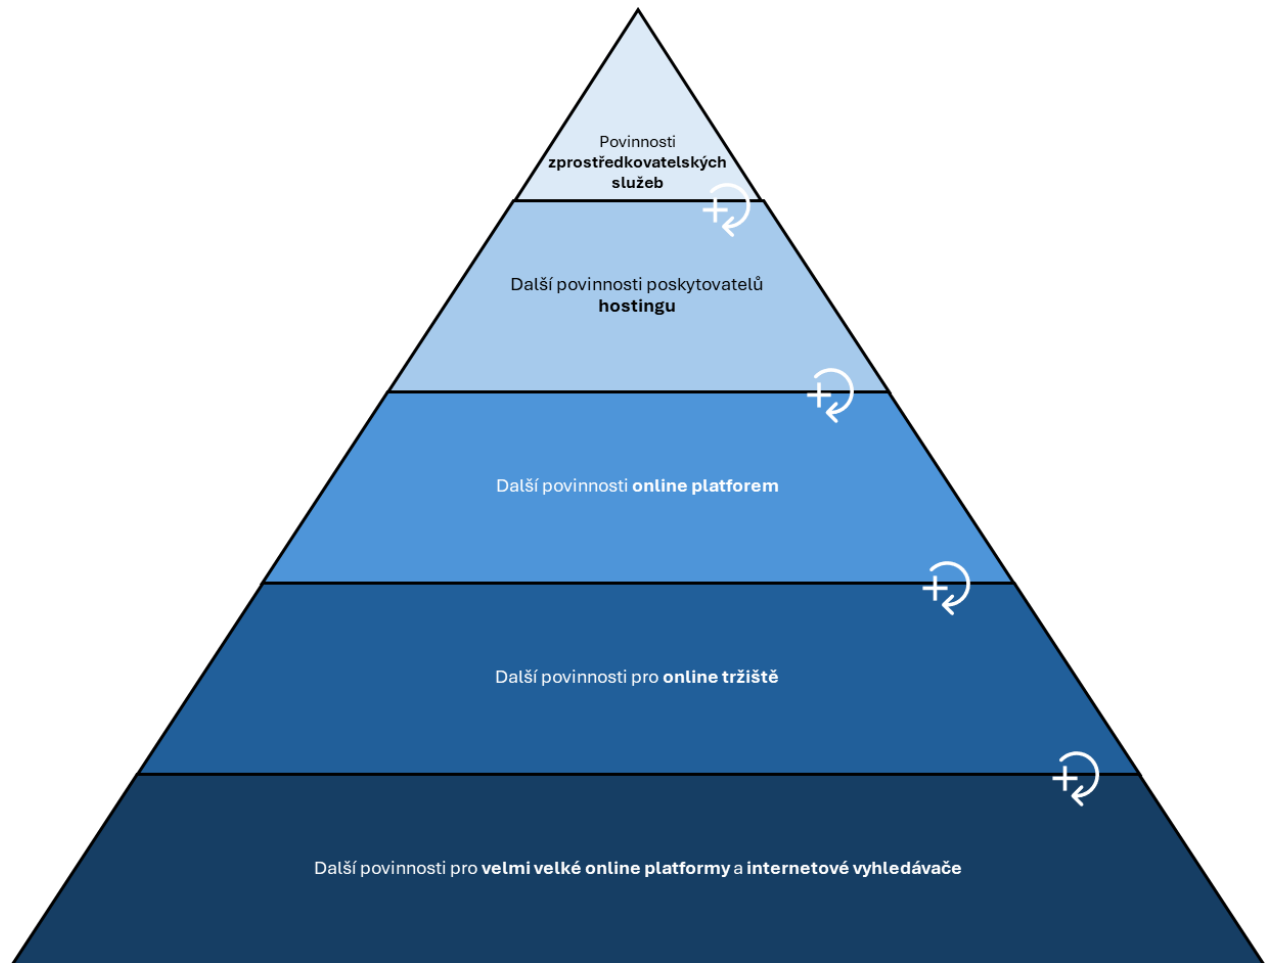 Povinnosti
zprostředkovatelských
služeb
Další povinnosti poskytovatelů
hostingu
Další povinnosti online platforem
Další povinnosti pro online tržiště
Další povinnosti pro velmi velké online platformy a internetové vyhledávače